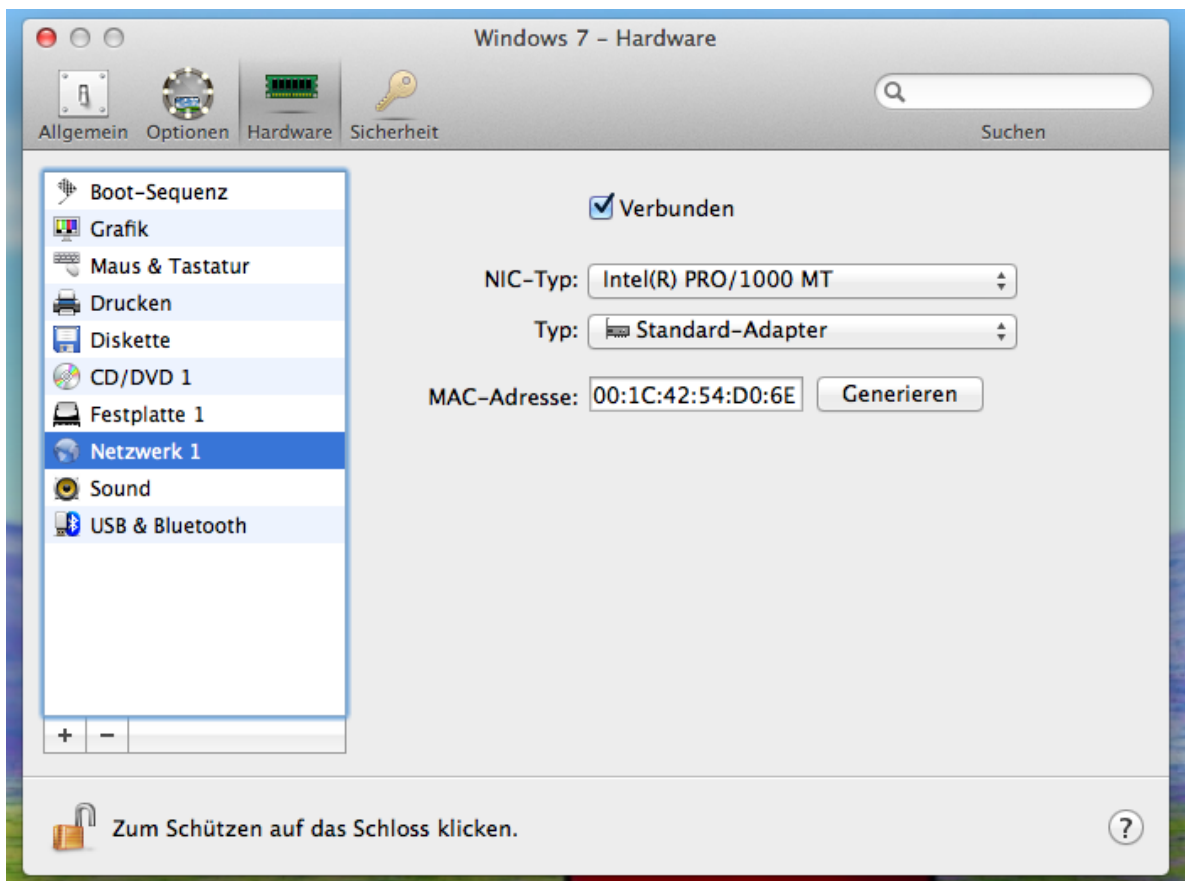 Windows 7 – Hardware
Allgemein Optionen Hardware Sicherheit
Suchen
Boot-Sequenz
Grafik
Maus & Tastatur
Drucken
Diskette
CD/DVD 1
Festplatte 1
Netzwerk 1
Sound
USB & Bluetooth
+ −
Verbunden
NIC-Typ: Intel(R) PRO/1000 MT
Typ: Standard-Adapter
MAC-Adresse: 00:1C:42:54:D0:6E Generieren
Zum Schützen auf das Schloss klicken.
?